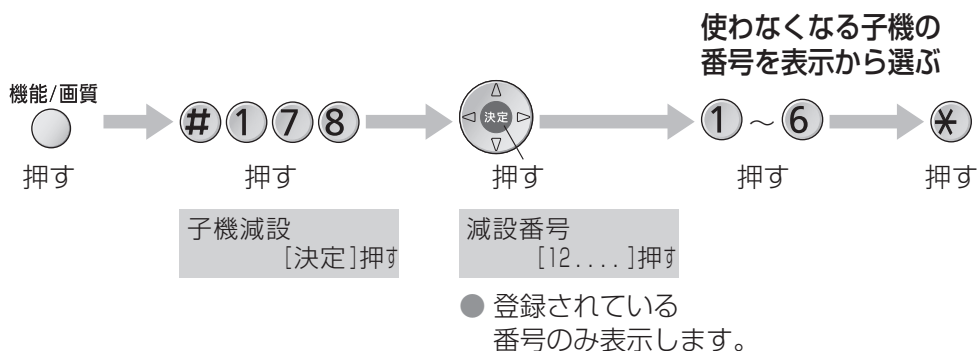 使わなくなる子機の
番号を表示から選ぶ
機能/画質
# 1 7 8
決定
1 ～ 6
*
押す 押す 押す 押す 押す
子機減設
[決定]押す
減設番号
[12....]押す
● 登録されている
番号のみ表示します。